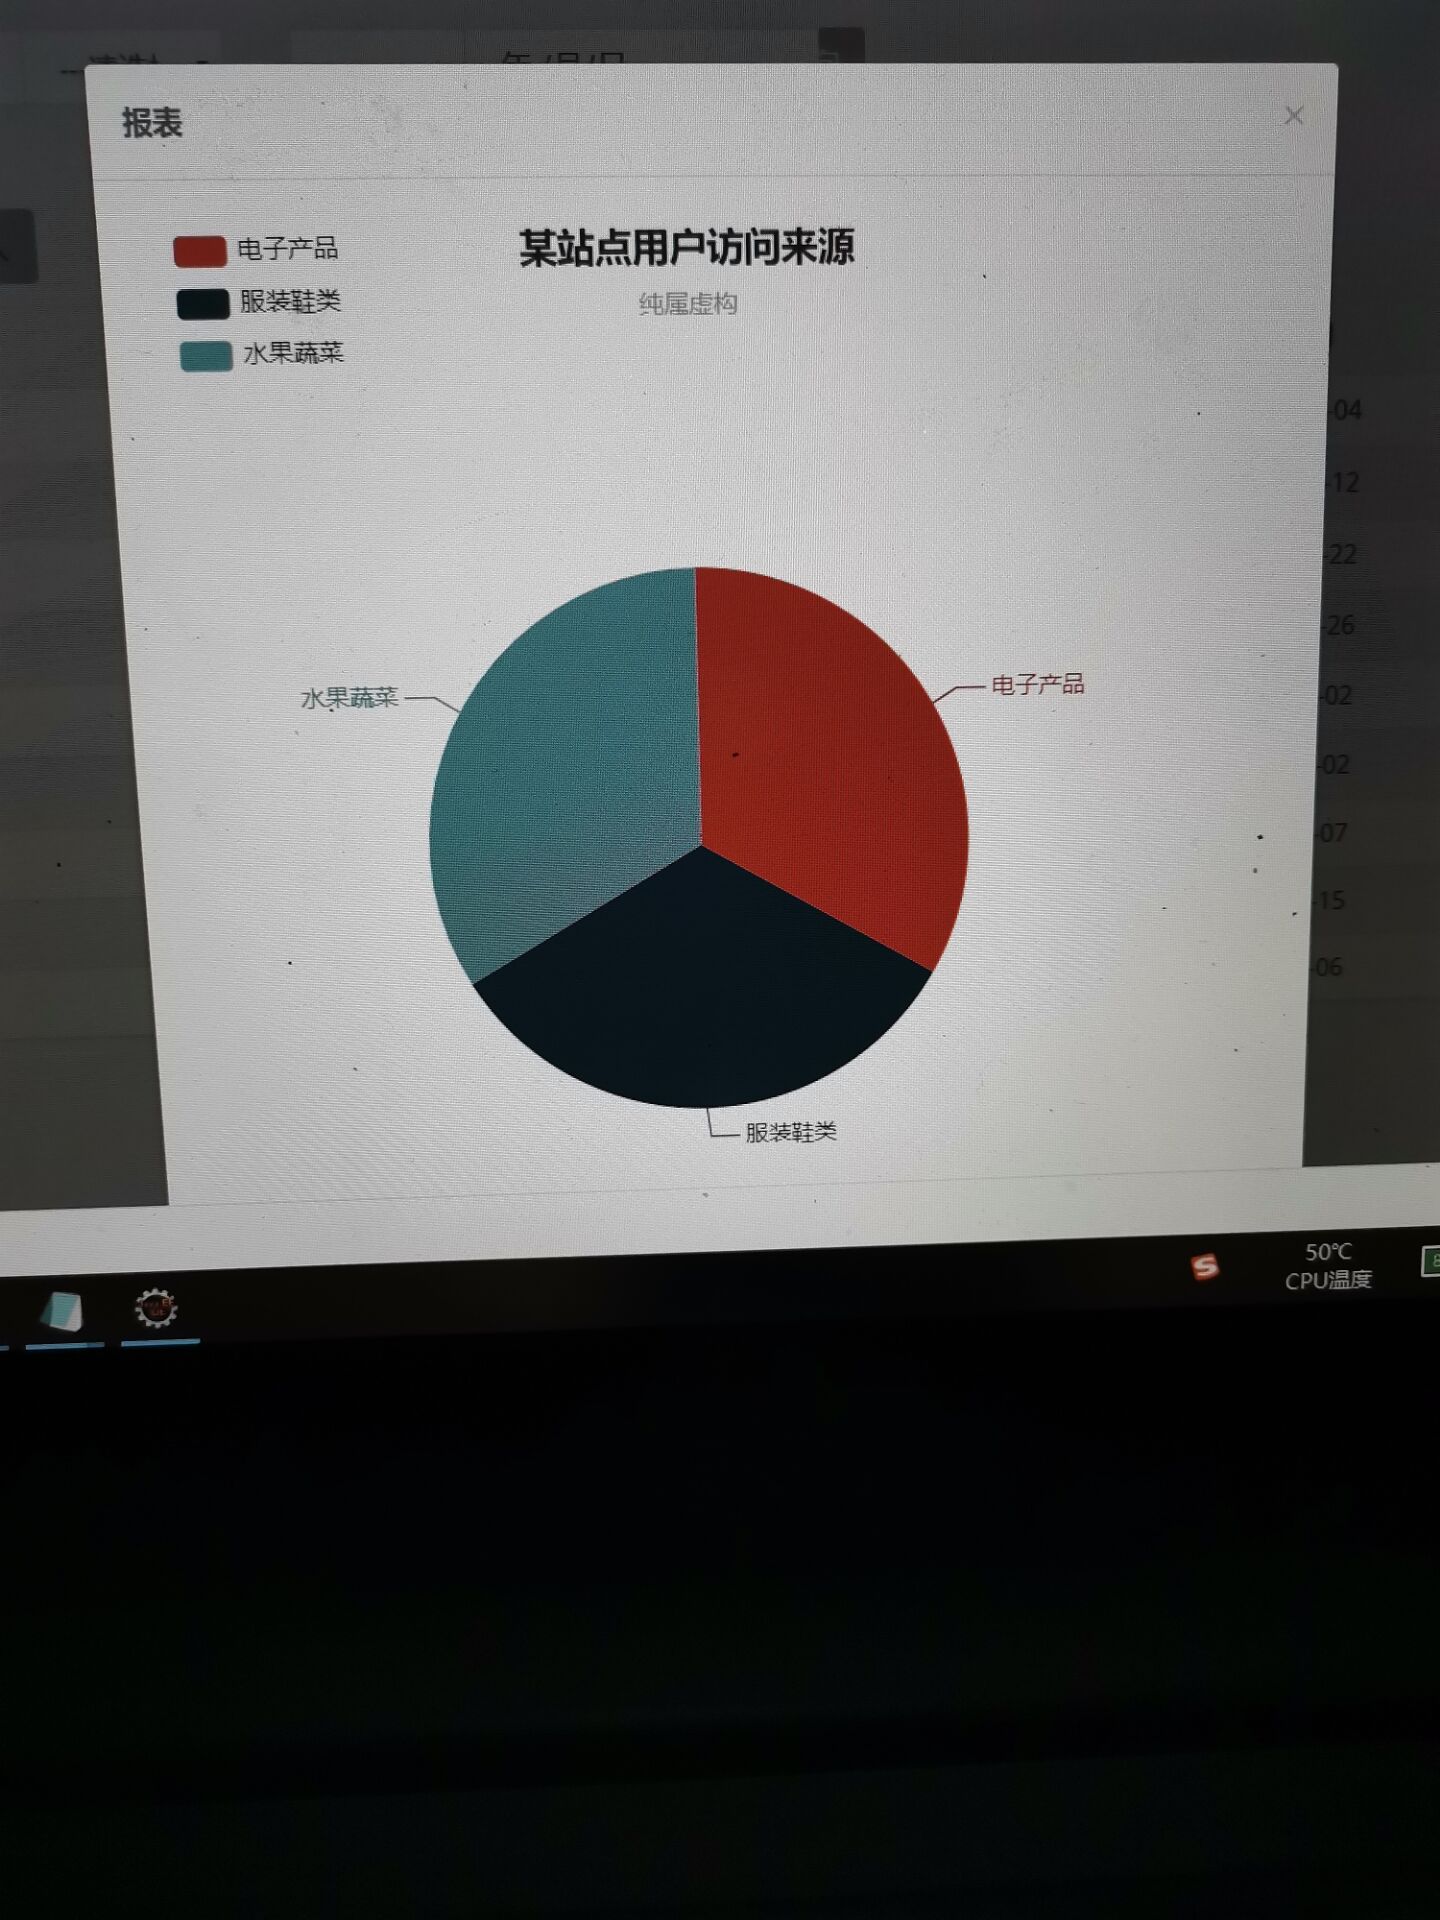 报表
电子产品
服装鞋类
水果蔬菜
某站点用户访问来源
纯属虚构
-04
-12
-22
-26
-02
-02
-07
-15
-06
水果蔬菜
电子产品
服装鞋类
S
50℃
CPU温度